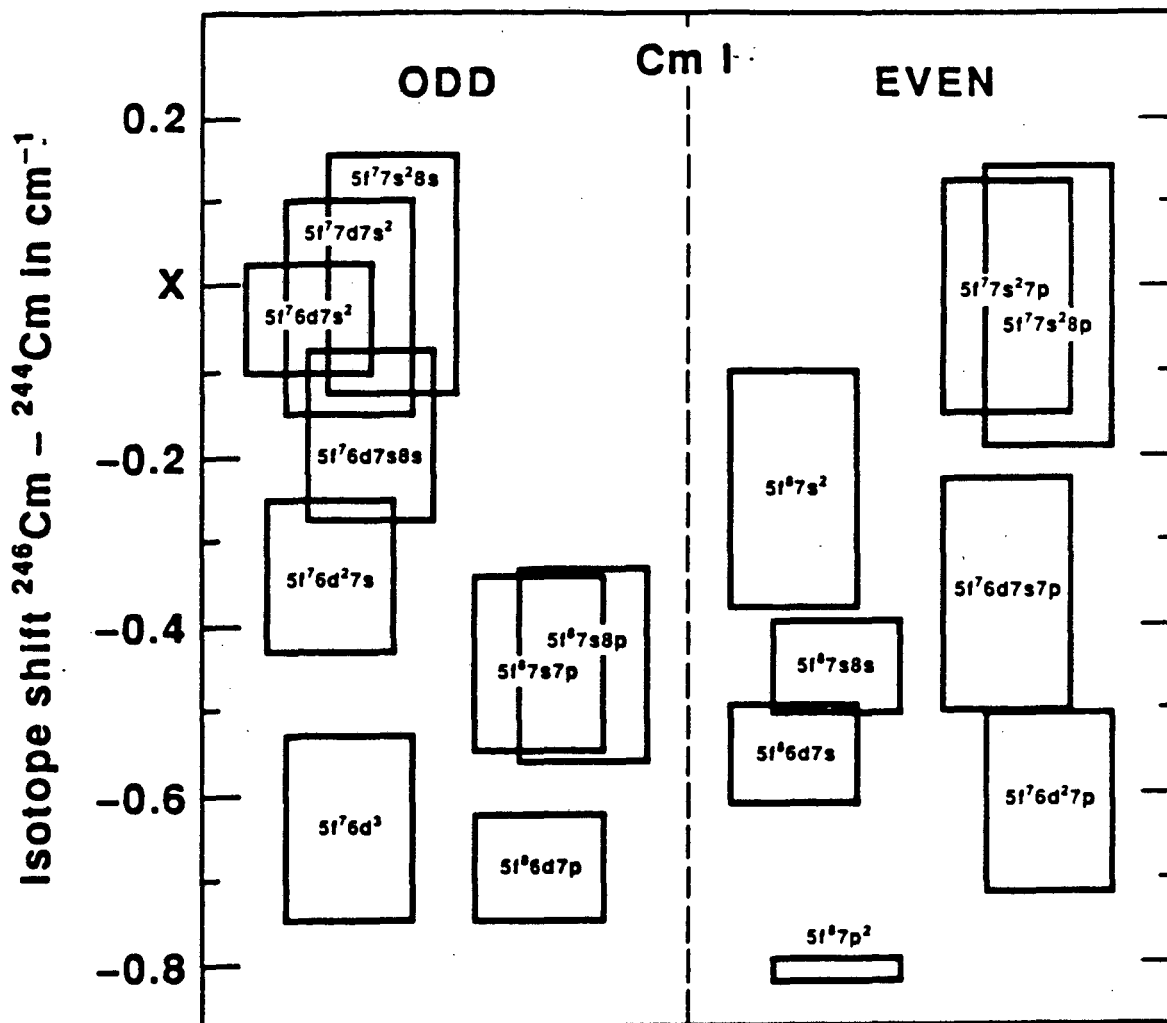 Cm I
ODD
EVEN
Isotope shift ²⁴⁶Cm – ²⁴⁴Cm in cm⁻¹
0.2
X
–0.2
–0.4
–0.6
–0.8
5f⁷7s²8s
5f⁷7d7s²
5f⁷6d7s²
5f⁷6d7s8s
5f⁷6d²7s
5f⁸7s8p
5f⁸7s7p
5f⁷6d³
5f⁸6d7p
5f⁷7s²7p
5f⁷7s²8p
5f⁸7s²
5f⁷6d7s7p
5f⁸7s8s
5f⁸6d7s
5f⁷6d²7p
5f⁸7p²